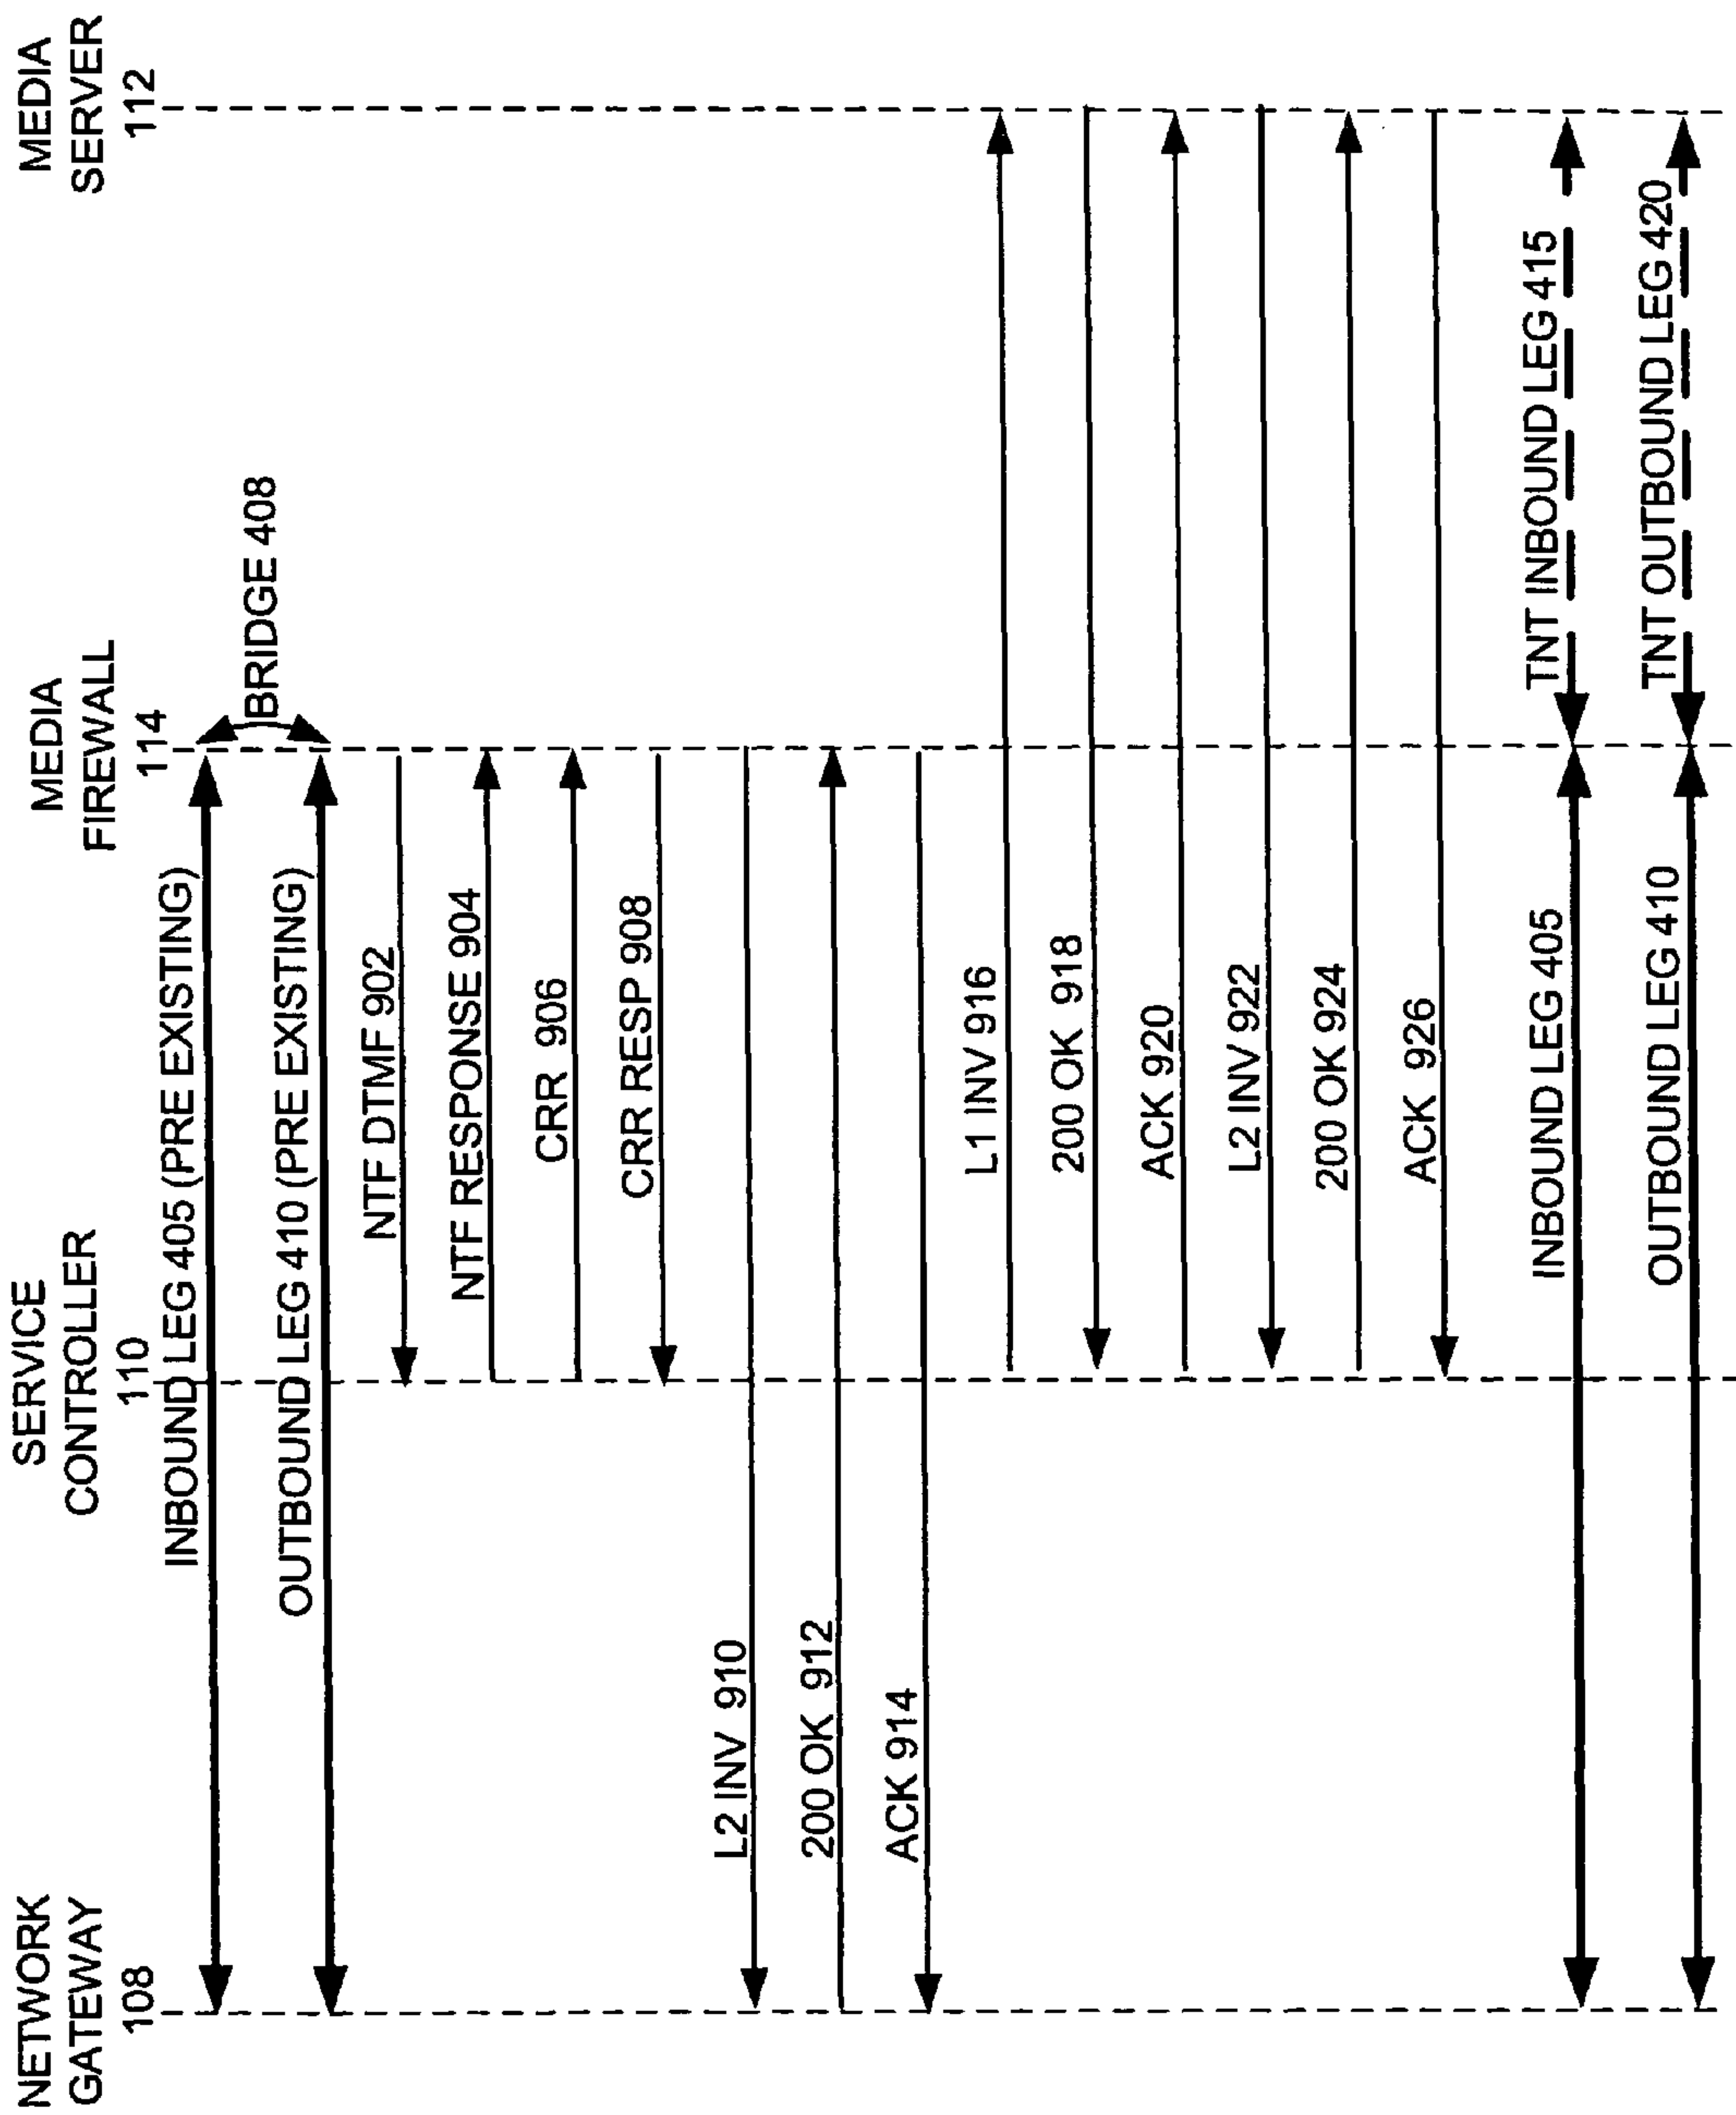 NETWORK
GATEWAY
108
SERVICE
CONTROLLER
110
MEDIA
FIREWALL
114
MEDIA
SERVER
112
INBOUND LEG 405 (PRE EXISTING)
BRIDGE 408
OUTBOUND LEG 410 (PRE EXISTING)
NTF DTMF 902
NTF RESPONSE 904
CRR 906
CRR RESP 908
L2 INV 910
200 OK 912
ACK 914
L1 INV 916
200 OK 918
ACK 920
L2 INV 922
200 OK 924
ACK 926
INBOUND LEG 405
TNT INBOUND LEG 415
OUTBOUND LEG 410
TNT OUTBOUND LEG 420